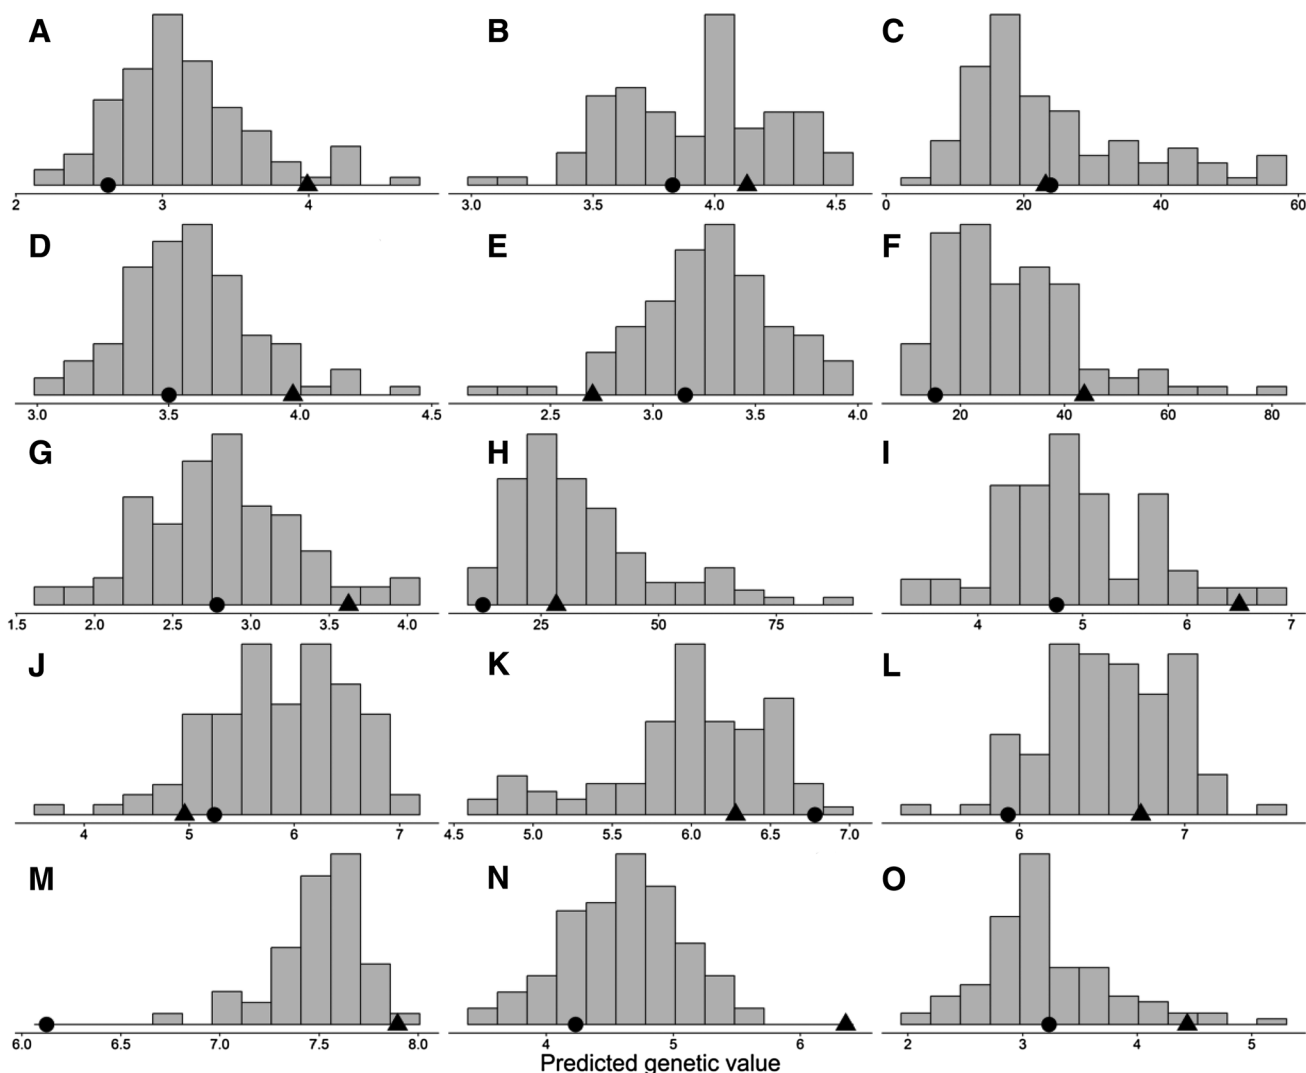 A B C
2 3 4 3.0 3.5 4.0 4.5 0 20 40 60
D E F
3.0 3.5 4.0 4.5 2.5 3.0 3.5 4.0 20 40 60 80
G H I
1.5 2.0 2.5 3.0 3.5 4.0 25 50 75 4 5 6 7
J K L
4 5 6 7 4.5 5.0 5.5 6.0 6.5 7.0 6 7
M N O
6.0 6.5 7.0 7.5 8.0 4 5 6 2 3 4 5
Predicted genetic value